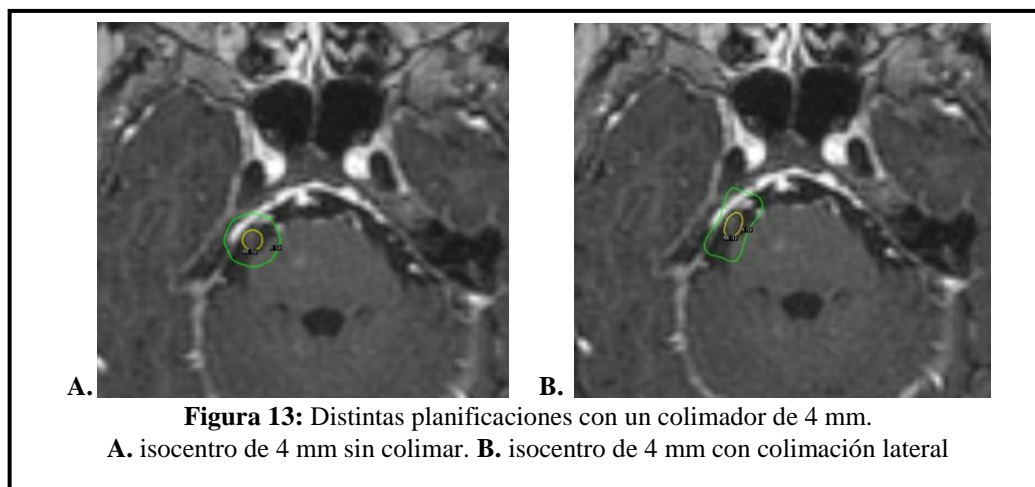 A.
B.
Figura 13: Distintas planificaciones con un colimador de 4 mm.
A. isocentro de 4 mm sin colimar. B. isocentro de 4 mm con colimación lateral